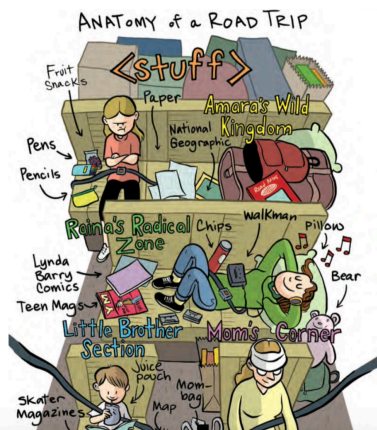 ANATOMY of a ROAD TRIP
<stuff>
Fruit
Snacks
Paper
Amara's Wild
Kingdom
National
Geographic
Pens
Pencils
Raina's Radical
Zone
Chips
Walkman
Pillow
Lynda
Barry
Comics
Bear
Teen Mags
YM
Little Brother
Section
Mom's Corner
Juice
pouch
Mom-
bag
Map
Skater
Magazines